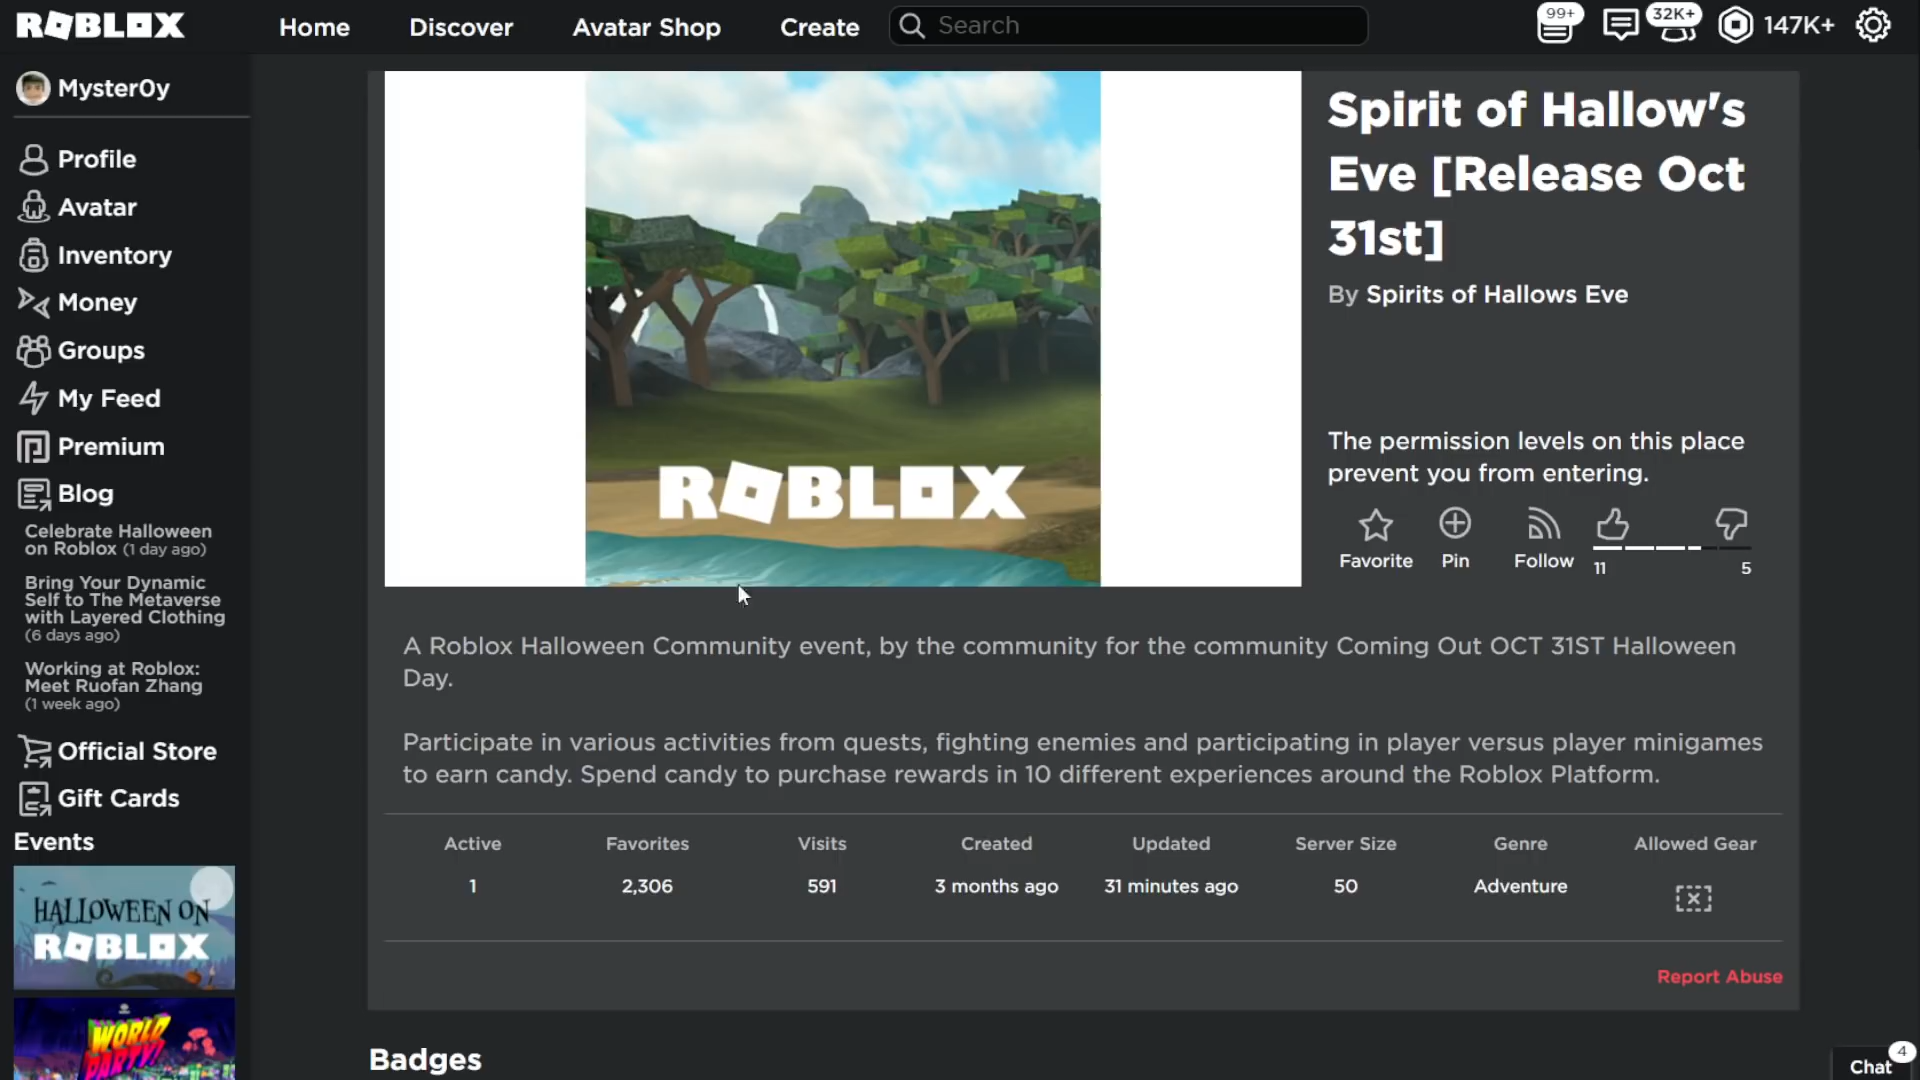 ROBLOX
Home
Discover
Avatar Shop
Create
Search
99+
32K+
147K+
Myster0y
Profile
Avatar
Inventory
Money
Groups
My Feed
Premium
Blog
Celebrate Halloween
on Roblox (1 day ago)
Bring Your Dynamic
Self to The Metaverse
with Layered Clothing
(6 days ago)
Working at Roblox:
Meet Ruofan Zhang
(1 week ago)
Official Store
Gift Cards
Events
HALLOWEEN ON
ROBLOX
WORLD
PARTY!
ROBLOX
Spirit of Hallow's
Eve [Release Oct
31st]
By Spirits of Hallows Eve
The permission levels on this place
prevent you from entering.
Favorite
Pin
Follow
11
5
A Roblox Halloween Community event, by the community for the community Coming Out OCT 31ST Halloween
Day.
Participate in various activities from quests, fighting enemies and participating in player versus player minigames
to earn candy. Spend candy to purchase rewards in 10 different experiences around the Roblox Platform.
Active
Favorites
Visits
Created
Updated
Server Size
Genre
Allowed Gear
1
2,306
591
3 months ago
31 minutes ago
50
Adventure
Report Abuse
Badges
Chat
4